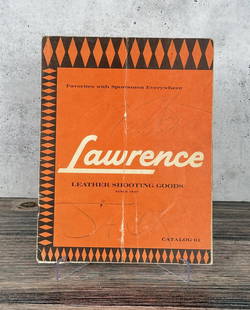 Favorites with Sportsmen Everywhere
Lawrence
LEATHER SHOOTING GOODS
CATALOG 61